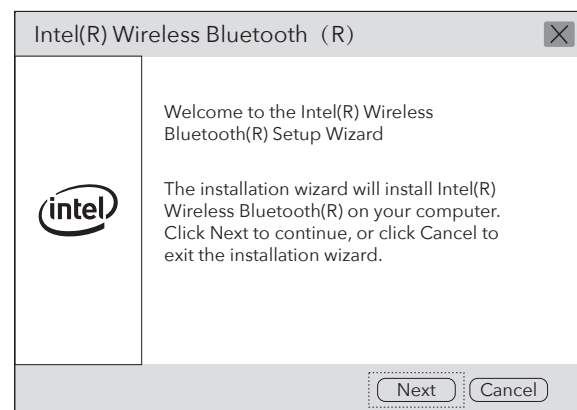 Intel(R) Wireless Bluetooth (R)
Welcome to the Intel(R) Wireless
Bluetooth(R) Setup Wizard
The installation wizard will install Intel(R)
Wireless Bluetooth(R) on your computer.
Click Next to continue, or click Cancel to
exit the installation wizard.
intel
Next Cancel